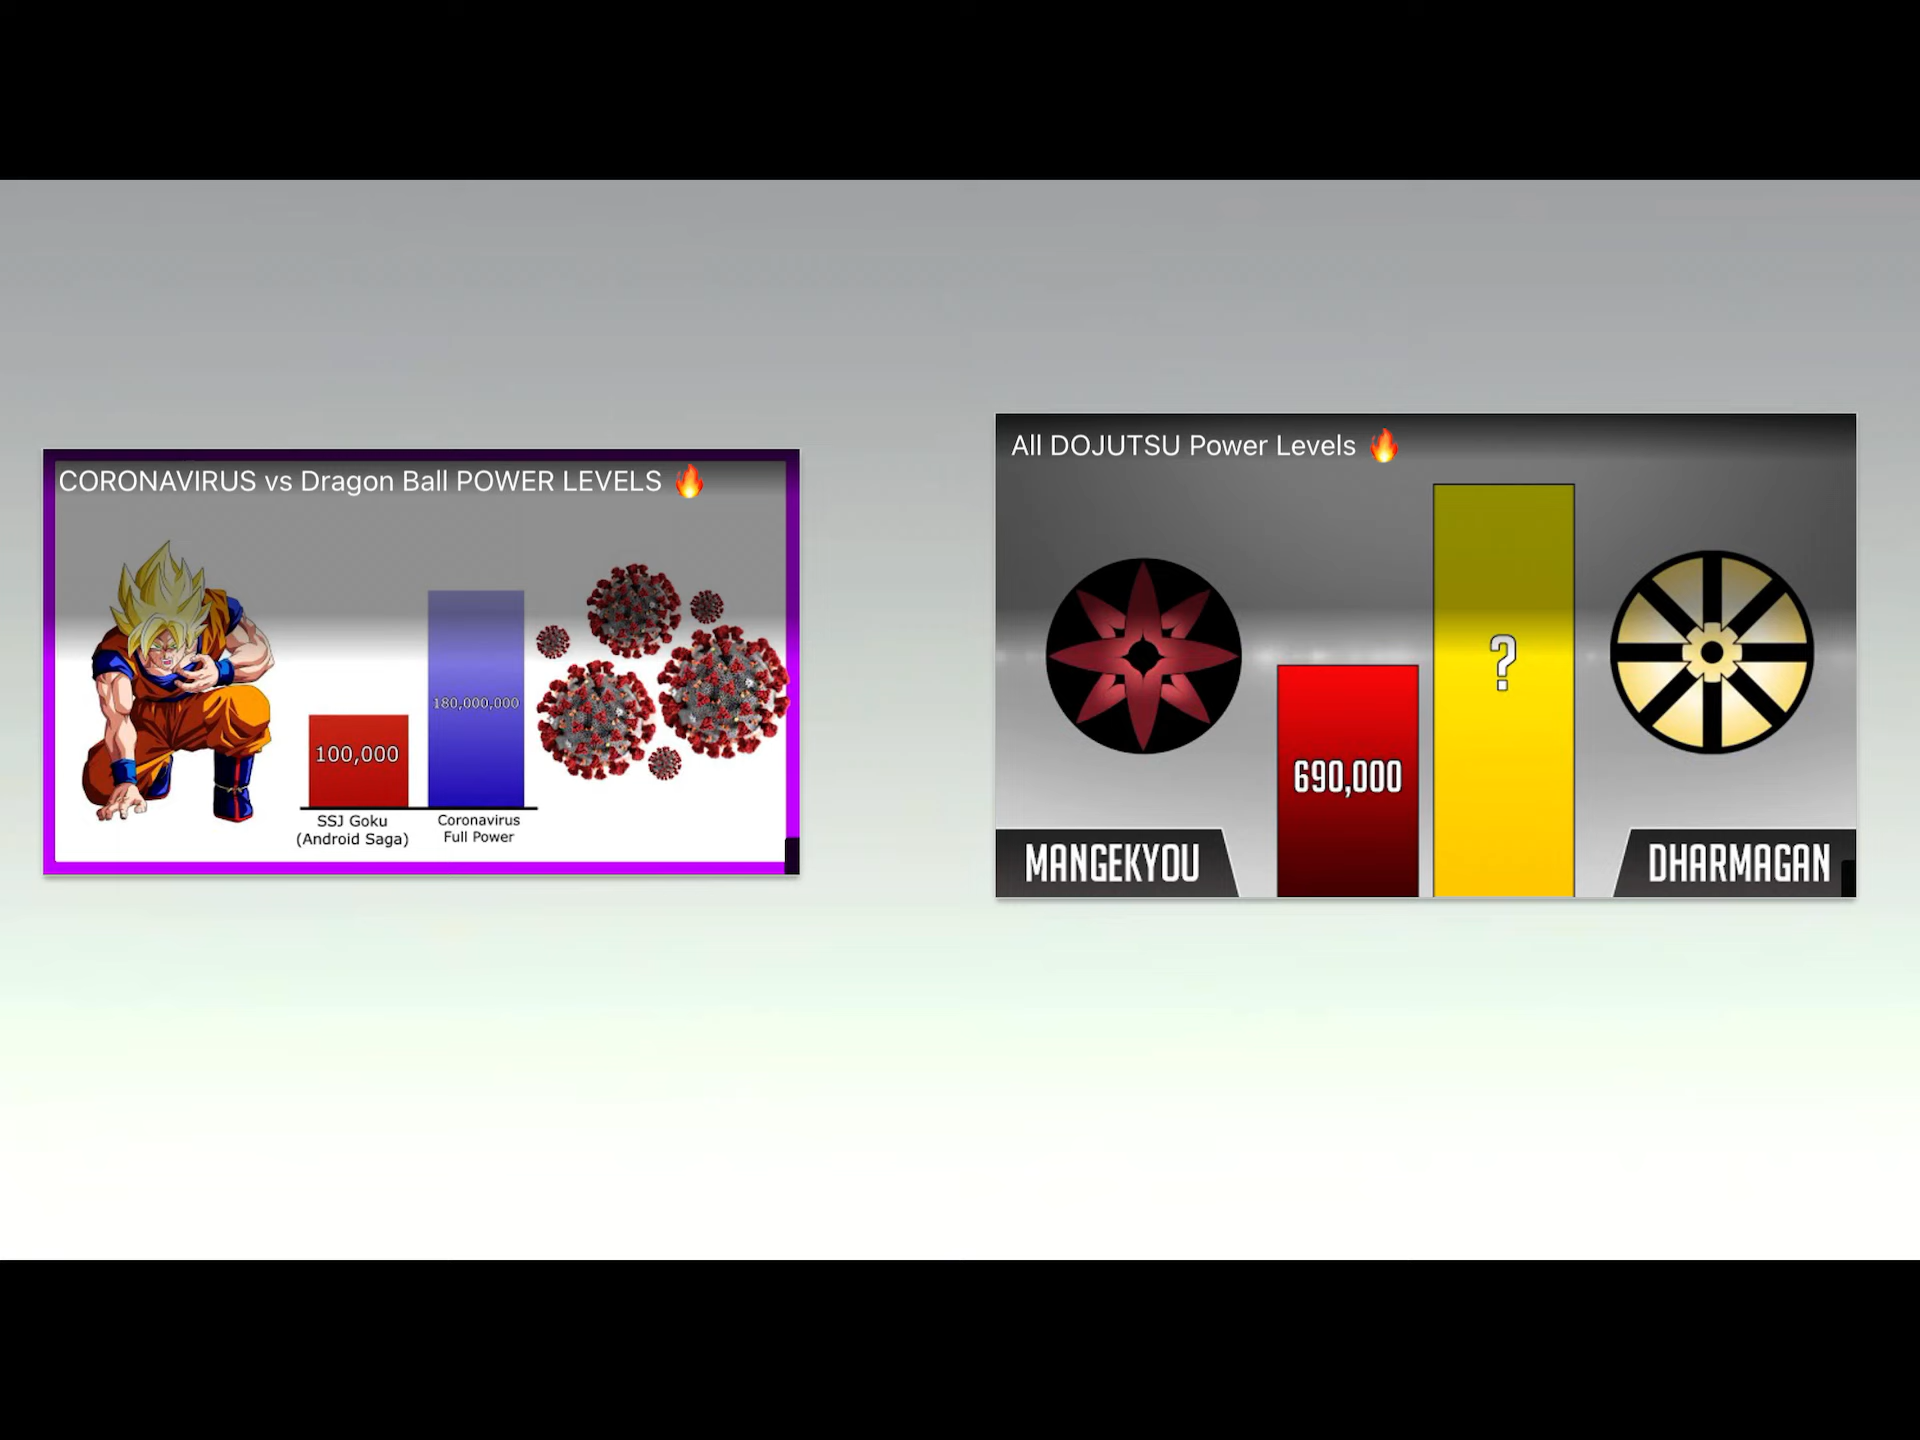 CORONAVIRUS vs Dragon Ball POWER LEVELS 🔥
100,000
180,000,000
SSJ Goku
(Android Saga)
Coronavirus
Full Power
All DOJUTSU Power Levels 🔥
?
690,000
MANGEKYOU
DHARMAGAN